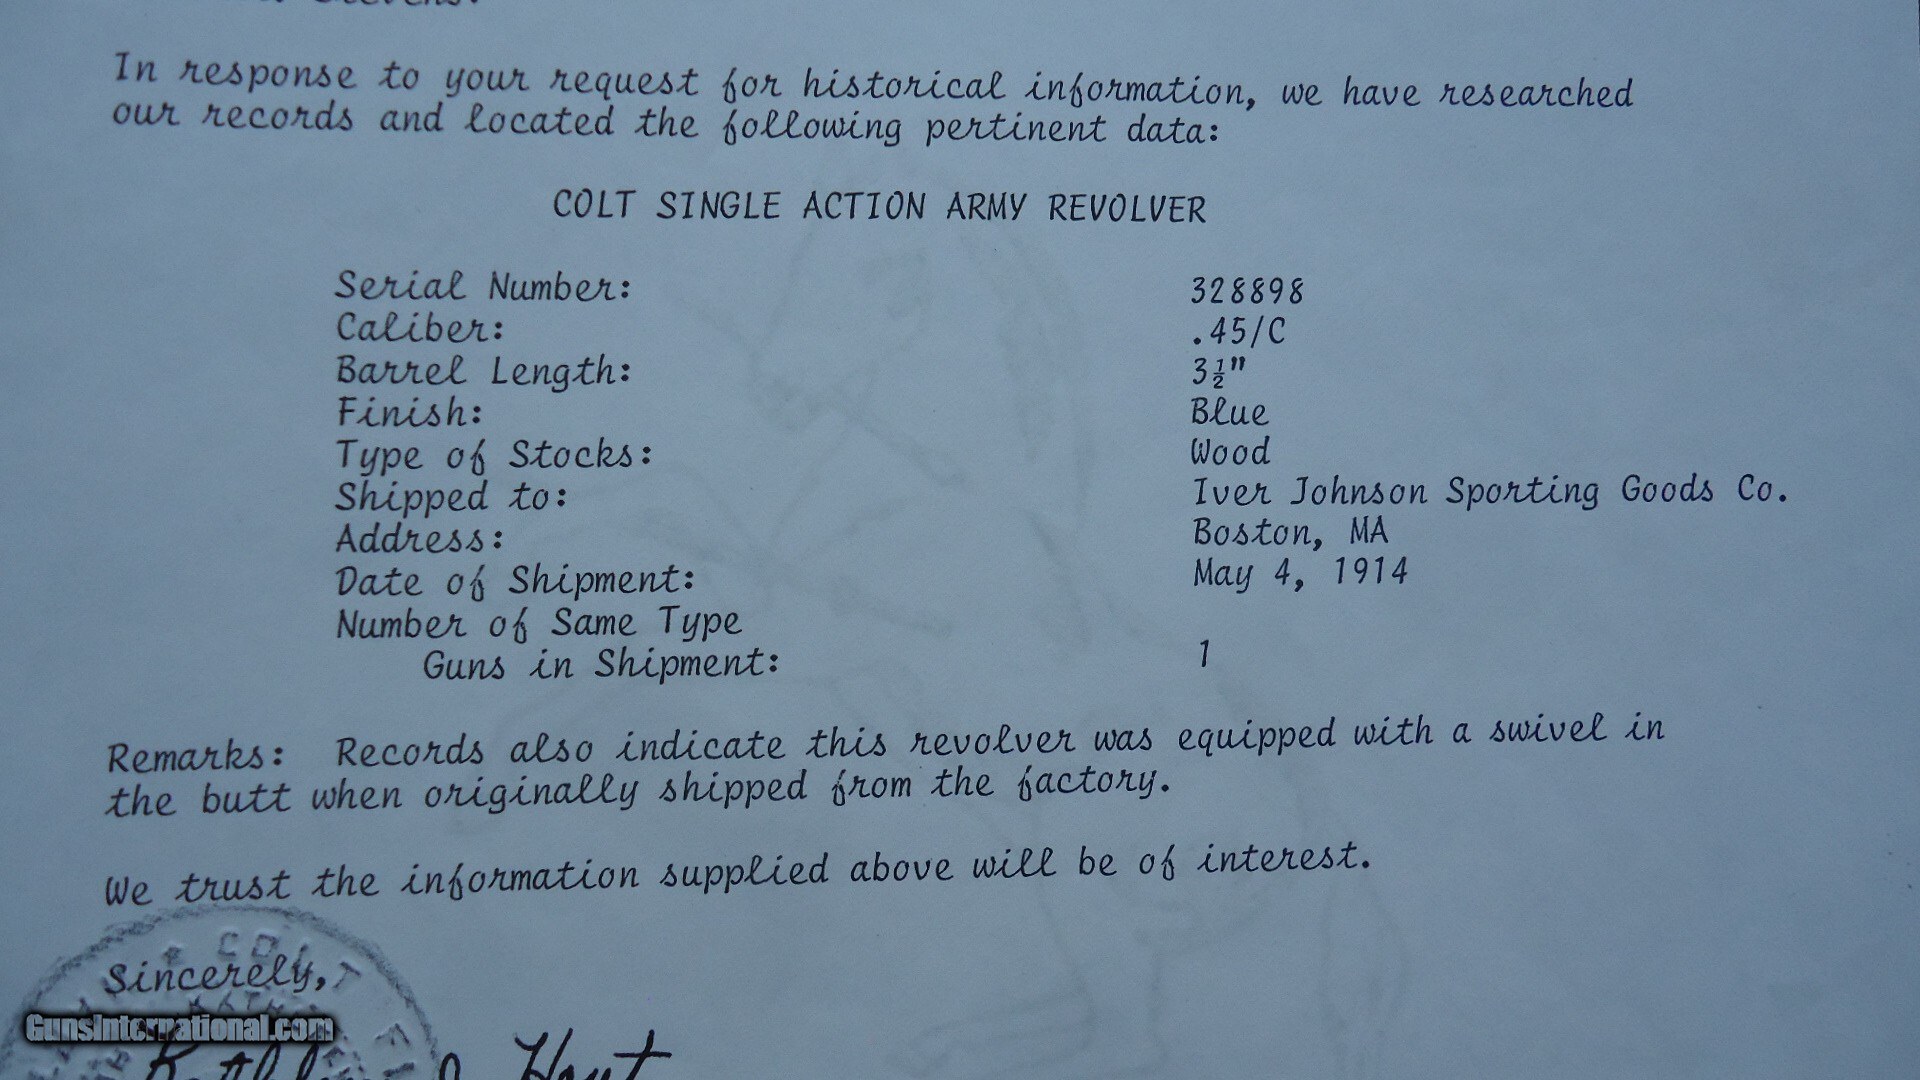 In response to your request for historical information, we have researched
our records and located the following pertinent data:
COLT SINGLE ACTION ARMY REVOLVER
Serial Number: 328898
Caliber: .45/C
Barrel Length: 3½"
Finish: Blue
Type of Stocks: Wood
Shipped to: Iver Johnson Sporting Goods Co.
Address: Boston, MA
Date of Shipment: May 4, 1914
Number of Same Type
Guns in Shipment: 1
Remarks: Records also indicate this revolver was equipped with a swivel in
the butt when originally shipped from the factory.
We trust the information supplied above will be of interest.
COLT
Sincerely,
GunsInternational.com
Hoyt